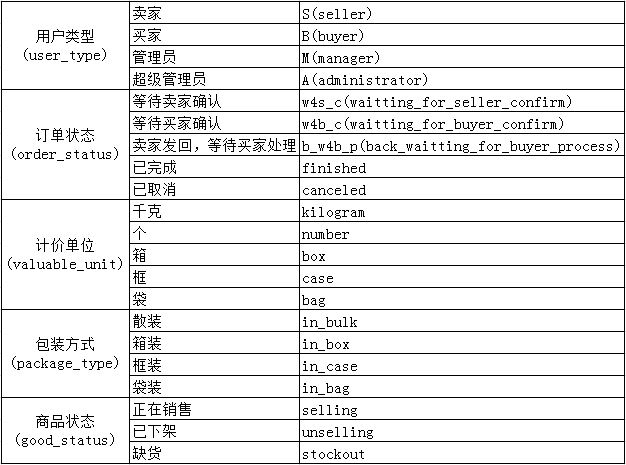 用户类型
(user_type)
卖家 S(seller)
买家 B(buyer)
管理员 M(manager)
超级管理员 A(administrator)
订单状态
(order_status)
等待卖家确认 w4s_c(waitting_for_seller_confirm)
等待买家确认 w4b_c(waitting_for_buyer_confirm)
卖家发回，等待买家处理 b_w4b_p(back_waitting_for_buyer_process)
已完成 finished
已取消 canceled
计价单位
(valuable_unit)
千克 kilogram
个 number
箱 box
框 case
袋 bag
包装方式
(package_type)
散装 in_bulk
箱装 in_box
框装 in_case
袋装 in_bag
商品状态
(good_status)
正在销售 selling
已下架 unselling
缺货 stockout